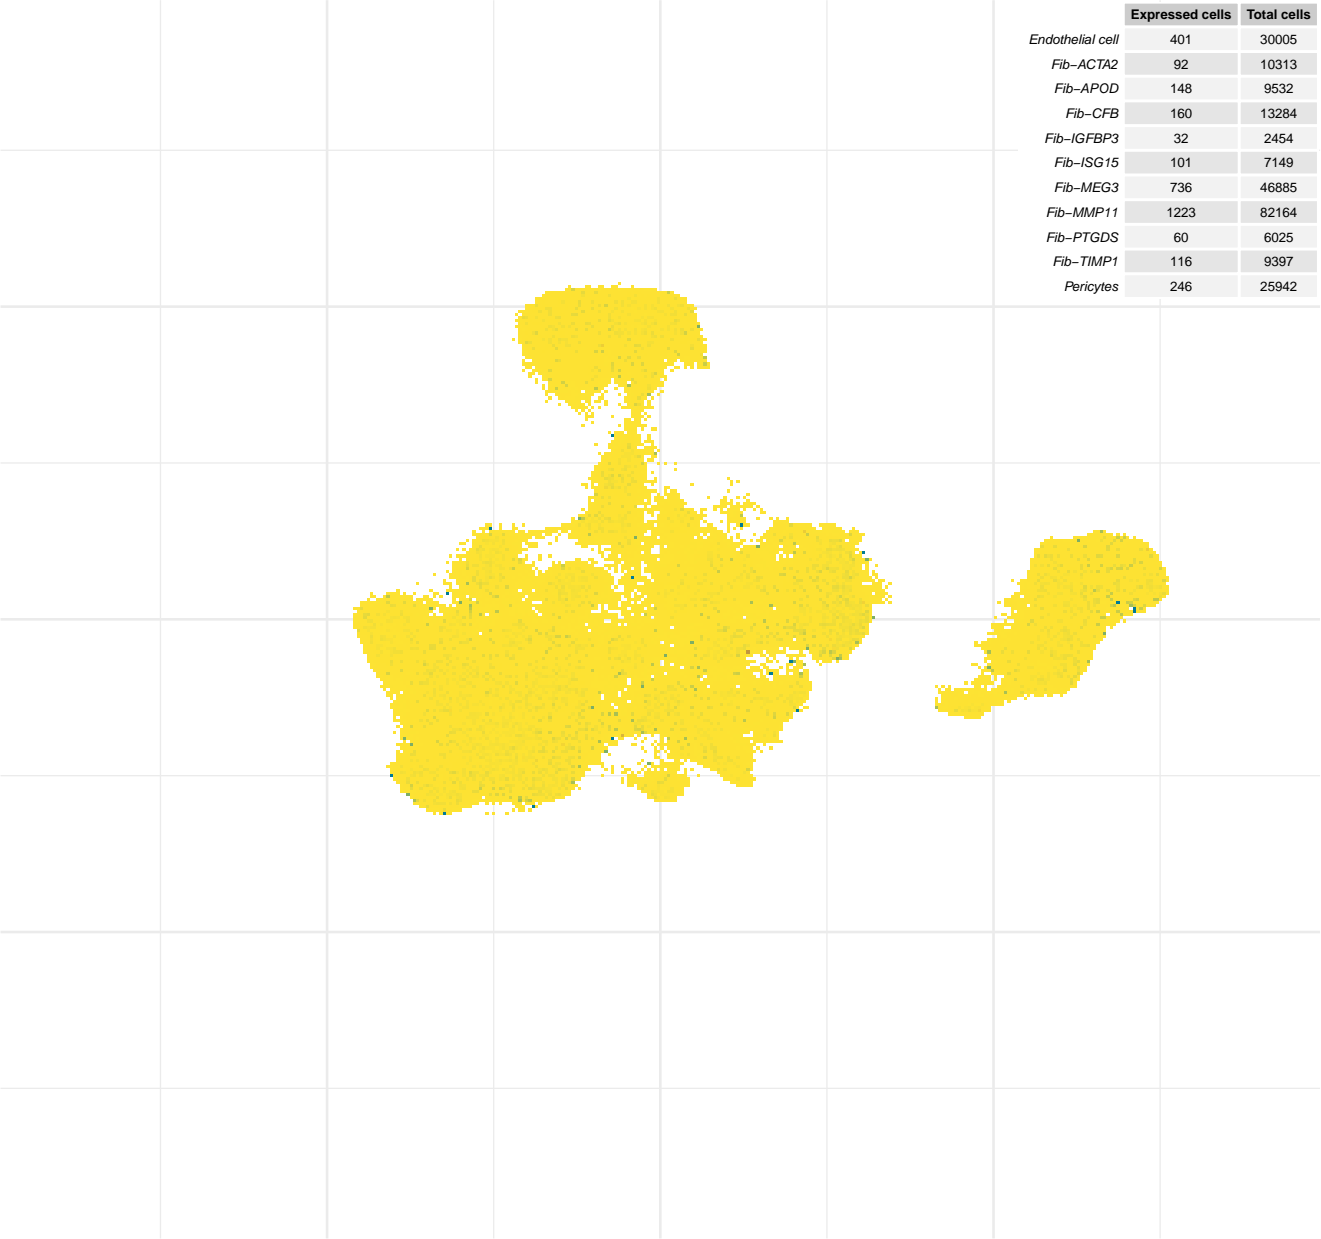 Expressed cells Total cells
Endothelial cell 401 30005
Fib−ACTA2 92 10313
Fib−APOD 148 9532
Fib−CFB 160 13284
Fib−IGFBP3 32 2454
Fib−ISG15 101 7149
Fib−MEG3 736 46885
Fib−MMP11 1223 82164
Fib−PTGDS 60 6025
Fib−TIMP1 116 9397
Pericytes 246 25942